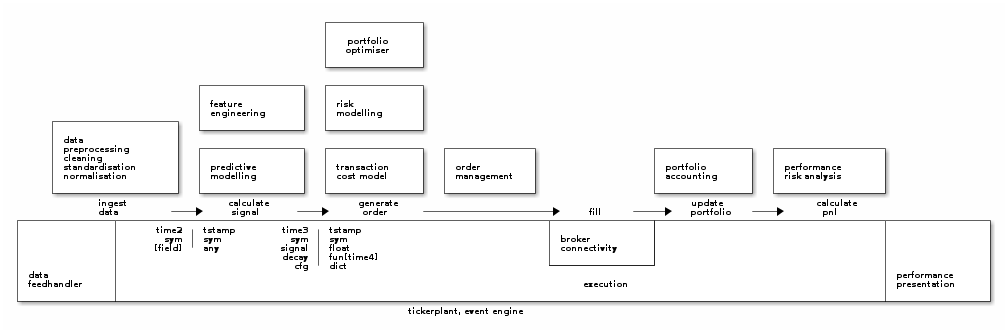 portfolio
optimiser
feature
engineering
risk
modelling
data
preprocessing
cleaning
standardisation
normalisation
predictive
modelling
transaction
cost model
order
management
portfolio
accounting
performance
risk analysis
ingest
data
calculate
signal
generate
order
fill
update
portfolio
calculate
pnl
time2
sym
[field]
tstamp
sym
any
time3
sym
signal
decay
cfg
tstamp
sym
float
fun[time4]
dict
broker
connectivity
data
feedhandler
execution
performance
presentation
tickerplant, event engine